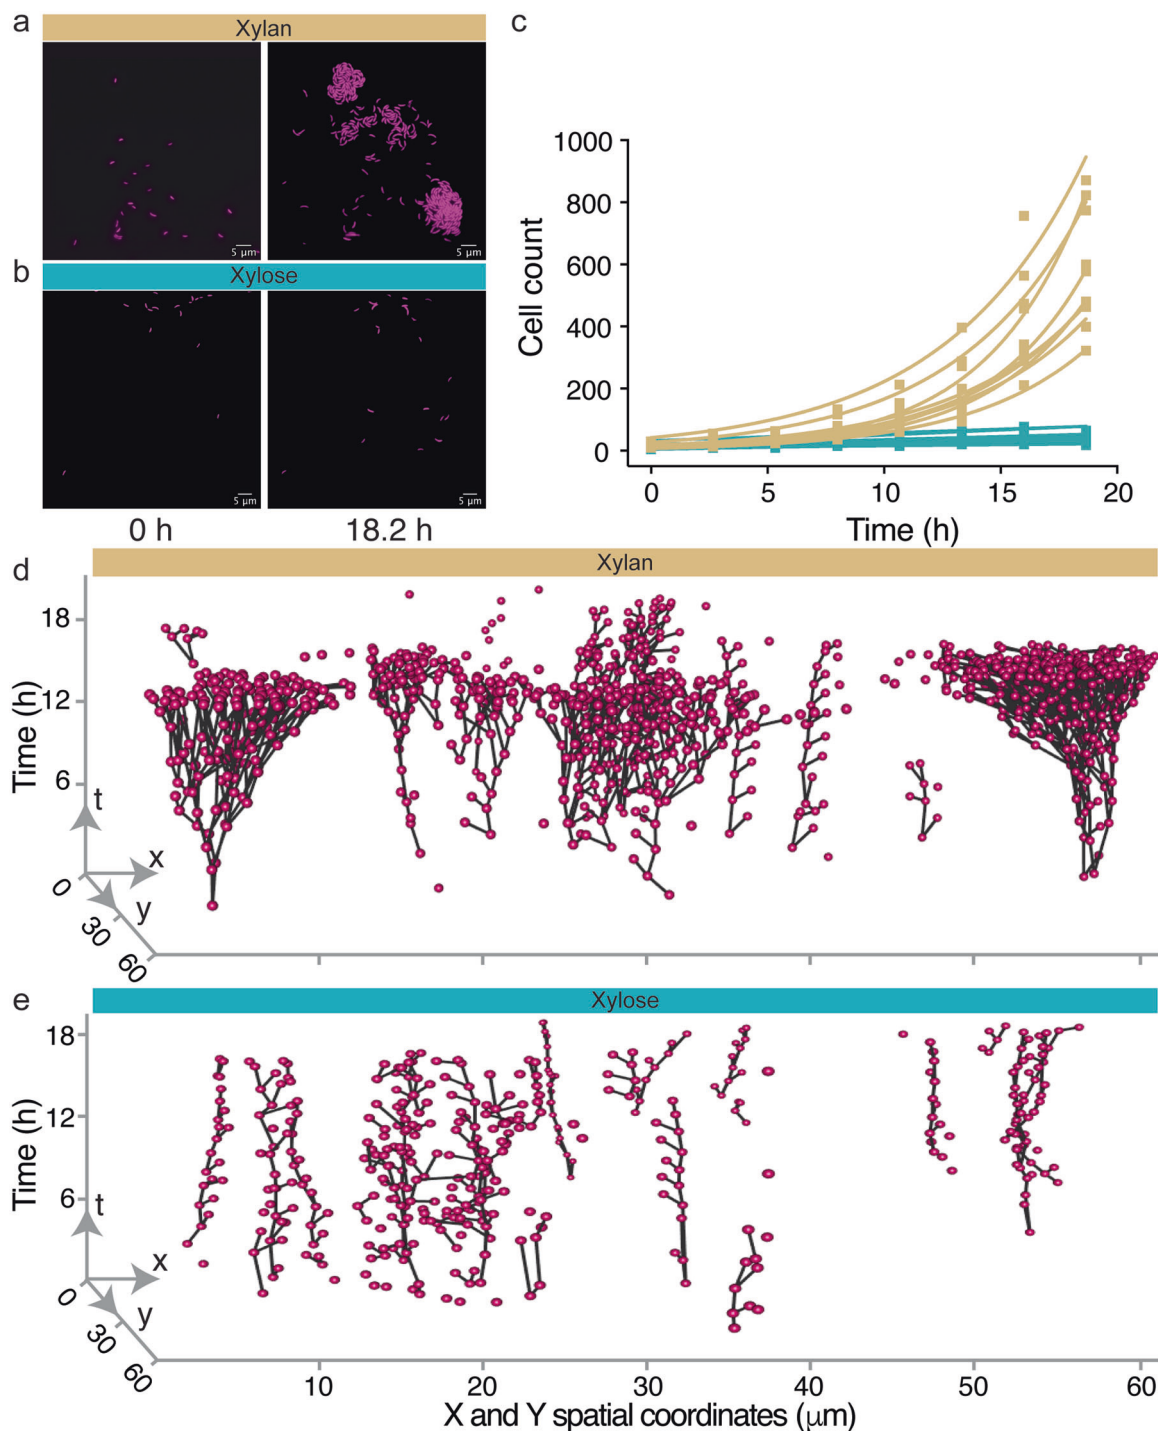 a
Xylan
5 µm
5 µm
b
Xylose
5 µm
5 µm
0 h
18.2 h
c
Cell count
1000
800
600
400
200
0
0
5
10
15
20
Time (h)
d
Xylan
Time (h)
18
12
6
t
x
y
0
30
60
e
Xylose
Time (h)
18
12
6
t
x
y
0
30
60
10
20
30
40
50
60
X and Y spatial coordinates (µm)